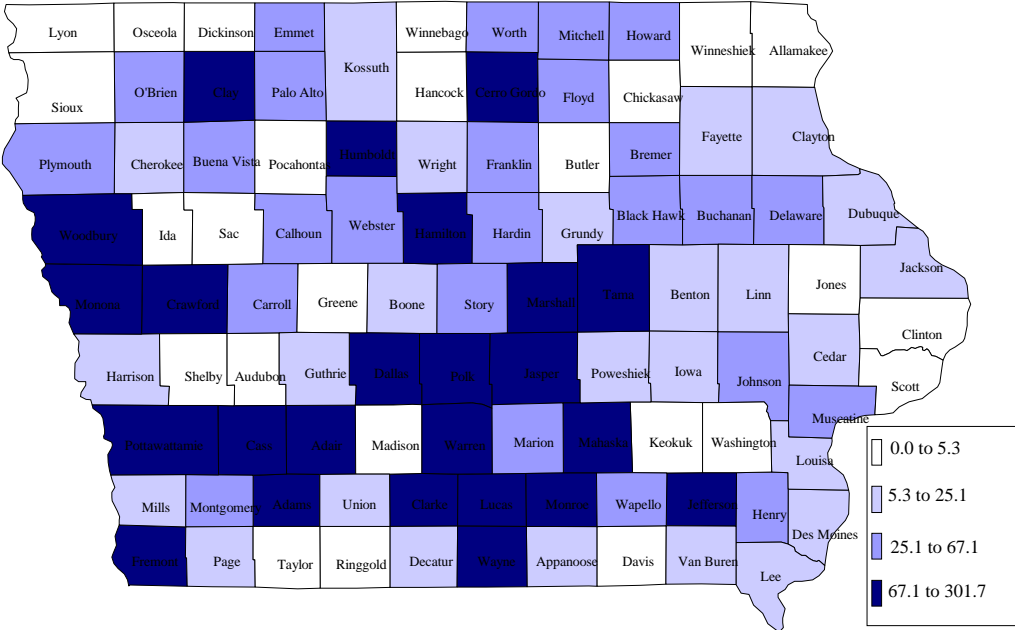 Lyon Osceola Dickinson Emmet Winnebago Worth Mitchell Howard
Winneshiek Allamakee
Kossuth
Sioux O'Brien Clay Palo Alto Hancock Cerro Gordo Floyd Chickasaw
Fayette Clayton
Plymouth Cherokee Buena Vista Pocahonta Humboldt Wright Franklin Butler Bremer
Woodbury Ida Sac Calhoun Webster Hamilton Hardin Grundy Black Hawk Buchanan Delaware Dubuque
Jackson
Monona Crawford Carroll Greene Boone Story Marshall Tama Benton Linn Jones
Clinton
Harrison Shelby Audubon Guthrie Dallas Polk Jasper Poweshiek Iowa Johnson Cedar Scott
Muscatine
Pottawattamie Cass Adair Madison Warren Marion Mahaska Keokuk Washington
Louisa
Mills Montgomery Adams Union Clarke Lucas Monroe Wapello Jefferson Henry
Des Moines
Fremont Page Taylor Ringgold Decatur Wayne Appanoose Davis Van Buren
Lee
0.0 to 5.3
5.3 to 25.1
25.1 to 67.1
67.1 to 301.7